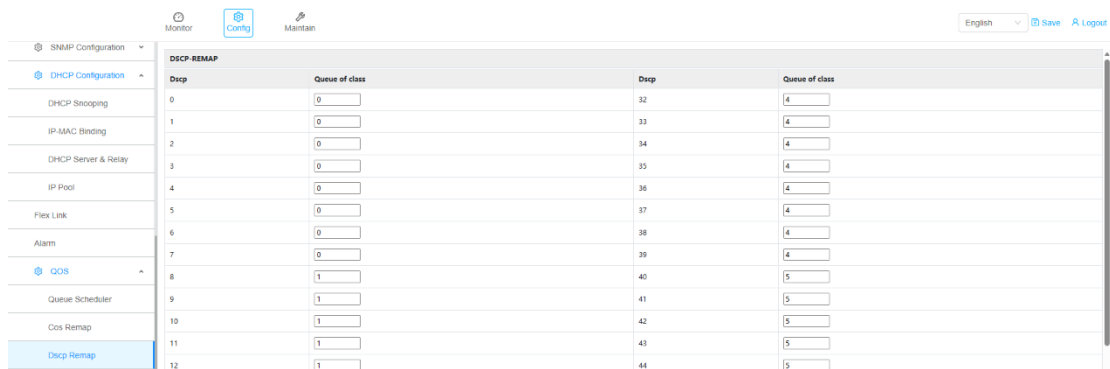 Monitor Config Maintain English Save Logout
SNMP Configuration
DHCP Configuration
DHCP Snooping
IP-MAC Binding
DHCP Server & Relay
IP Pool
Flex Link
Alarm
QOS
Queue Scheduler
Cos Remap
Dscp Remap
DSCP-REMAP
Dscp Queue of class Dscp Queue of class
0 0 32 4
1 0 33 4
2 0 34 4
3 0 35 4
4 0 36 4
5 0 37 4
6 0 38 4
7 0 39 4
8 1 40 5
9 1 41 5
10 1 42 5
11 1 43 5
12 1 44 5